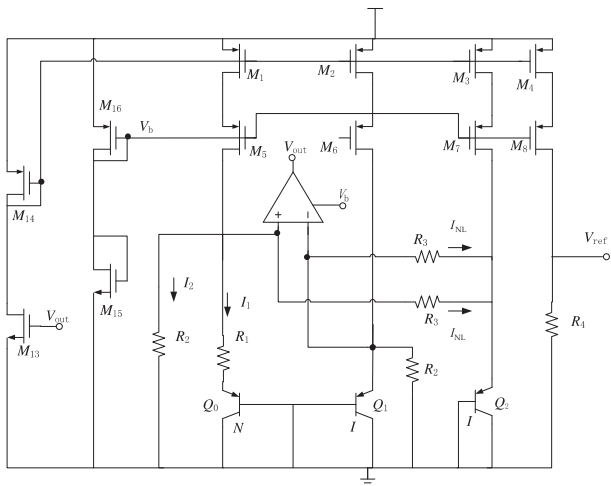 M1
M2
M3
M4
M16
Vb
M5
M6
M7
M8
Vout
Vb
+
−
M14
R3
INL
Vref
I2
I1
R3
INL
M15
Vout
R2
R1
R2
R4
M13
Q0
N
Q1
I
Q2
I